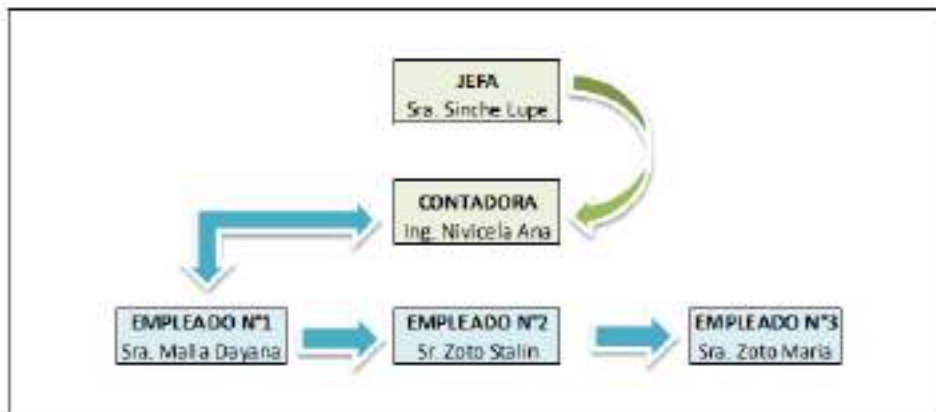 JEFA
Sra. Sinche Lupe
CONTADORA
Ing. Nivicela Ana
EMPLEADO N°1
Sra. Malla Dayana
EMPLEADO N°2
Sr. Zoto Stalin
EMPLEADO N°3
Sra. Zoto Maria